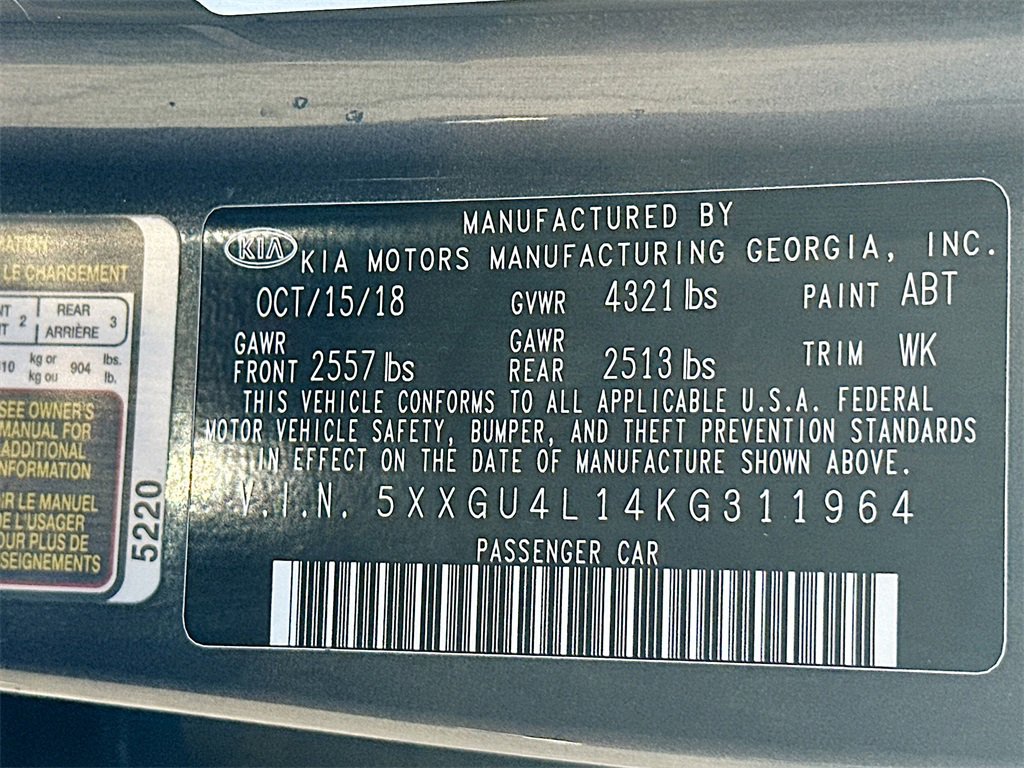 MANUFACTURED BY
KIA
KIA MOTORS MANUFACTURING GEORGIA, INC.
OCT/15/18 GVWR 4321 lbs PAINT ABT
GAWR FRONT 2557 lbs GAWR REAR 2513 lbs TRIM WK
THIS VEHICLE CONFORMS TO ALL APPLICABLE U.S.A. FEDERAL
MOTOR VEHICLE SAFETY, BUMPER, AND THEFT PREVENTION STANDARDS
IN EFFECT ON THE DATE OF MANUFACTURE SHOWN ABOVE.
V.I.N. 5XXGU4L14KG311964
PASSENGER CAR
LE CHARGEMENT
2 REAR ARRIÈRE 3
kg or kg ou 904 lbs. lb.
SEE OWNER'S
MANUAL FOR
ADDITIONAL
INFORMATION
LE MANUEL
DE L'USAGER
PLUS DE
5220